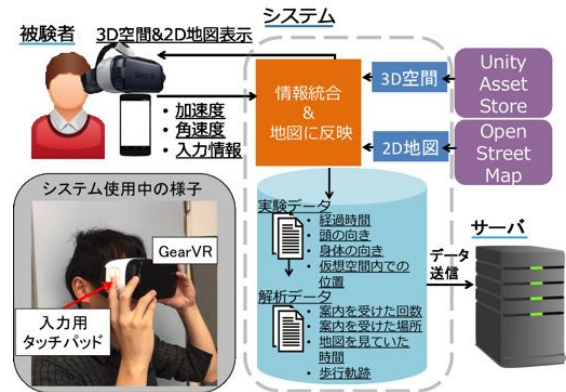 システム
被験者
3D空間&2D地図表示
・加速度
・角速度
・入力情報
情報統合
&
地図に反映
3D空間
2D地図
Unity
Asset
Store
Open
Street
Map
システム使用中の様子
GearVR
入力用
タッチパッド
実験データ
・経過時間
・頭の向き
・身体の向き
・仮想空間内での
位置
解析データ
・案内を受けた回数
・案内を受けた場所
・地図を見ていた
時間
・歩行軌跡
データ
送信
サーバ